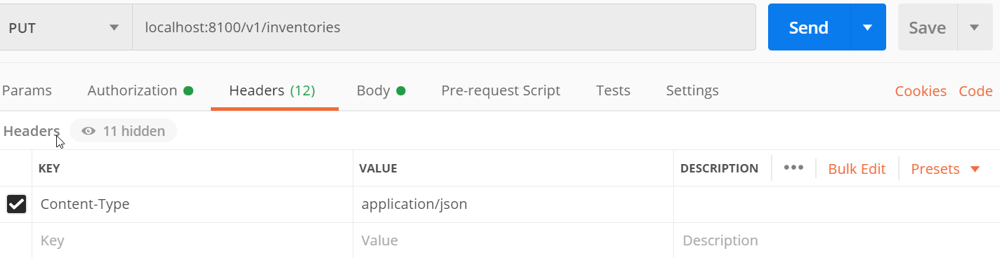 PUT localhost:8100/v1/inventories Send Save
Params Authorization Headers (12) Body Pre-request Script Tests Settings Cookies Code
Headers 11 hidden
KEY VALUE DESCRIPTION ••• Bulk Edit Presets
Content-Type application/json
Key Value Description